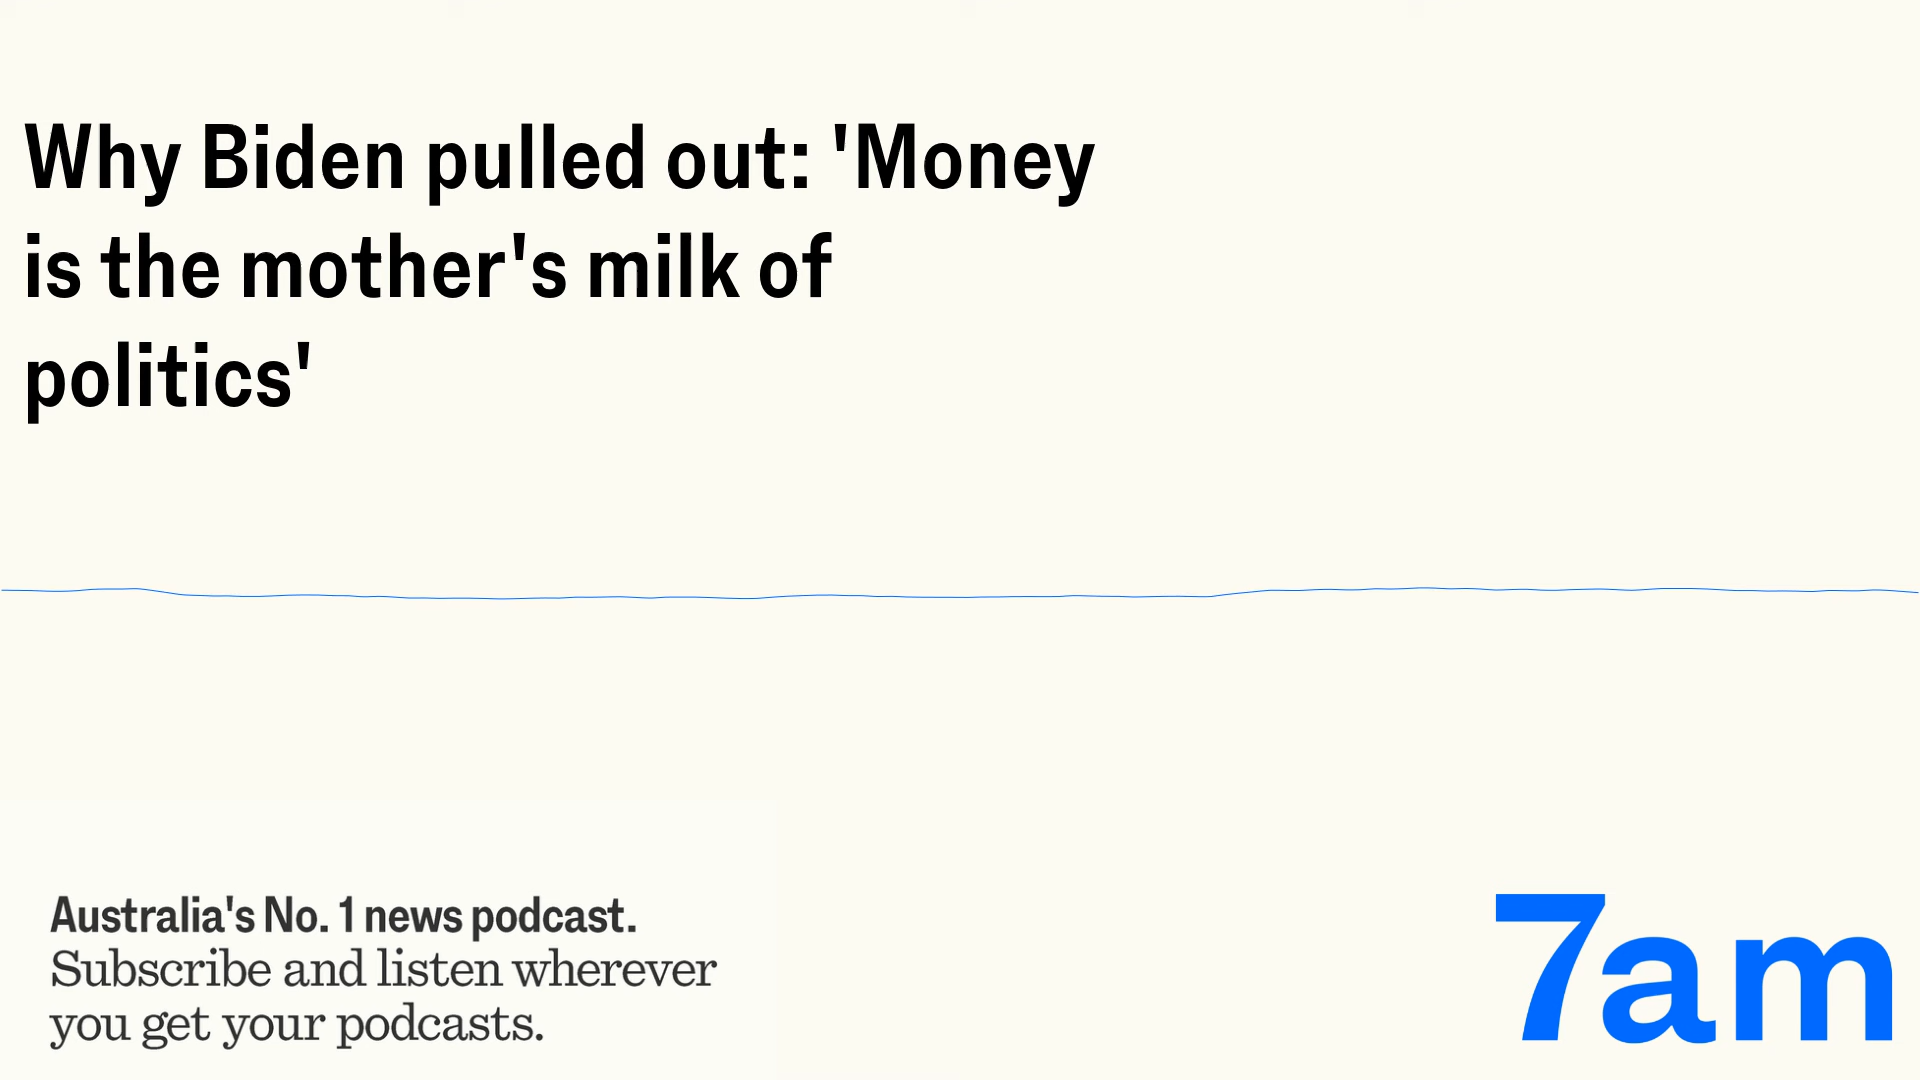 Why Biden pulled out: 'Money
is the mother's milk of
politics'
Australia's No. 1 news podcast.
Subscribe and listen wherever
you get your podcasts.
7am